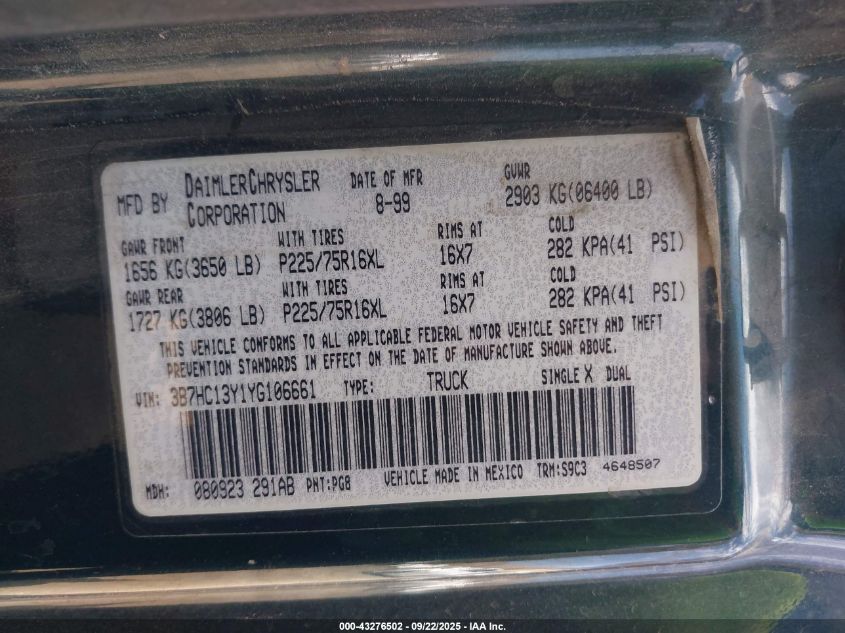 MFD BY DAIMLERCHRYSLER CORPORATION DATE OF MFR 8-99 GVWR 2903 KG(06400 LB)
GAWR FRONT WITH TIRES RIMS AT COLD
1656 KG(3650 LB) P225/75R16XL 16X7 282 KPA(41 PSI)
GAWR REAR WITH TIRES RIMS AT COLD
1727 KG(3806 LB) P225/75R16XL 16X7 282 KPA(41 PSI)
THIS VEHICLE CONFORMS TO ALL APPLICABLE FEDERAL MOTOR VEHICLE SAFETY AND THEFT
PREVENTION STANDARDS IN EFFECT ON THE DATE OF MANUFACTURE SHOWN ABOVE.
VIN: 3B7HC13Y1YG106661 TYPE: TRUCK SINGLE X DUAL
MDH: 080923 291AB PNT:PG8 VEHICLE MADE IN MEXICO TRM:S9C3 4648507
000-43276502 - 09/22/2025 - IAA Inc.